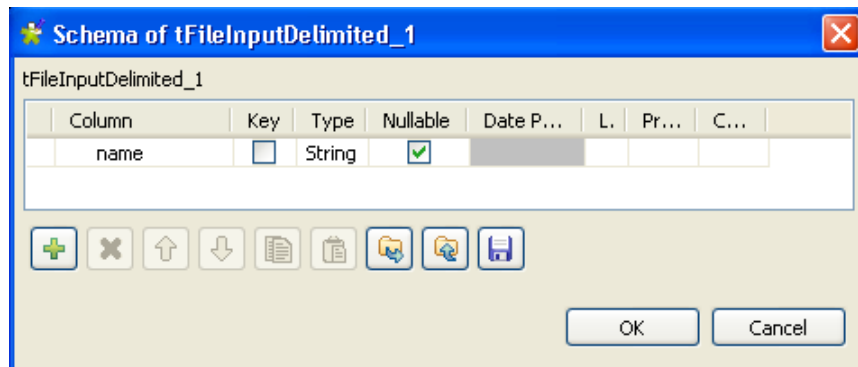 Schema of tFileInputDelimited_1
tFileInputDelimited_1
Column Key Type Nullable Date P... L. Pr... C...
name String
OK Cancel